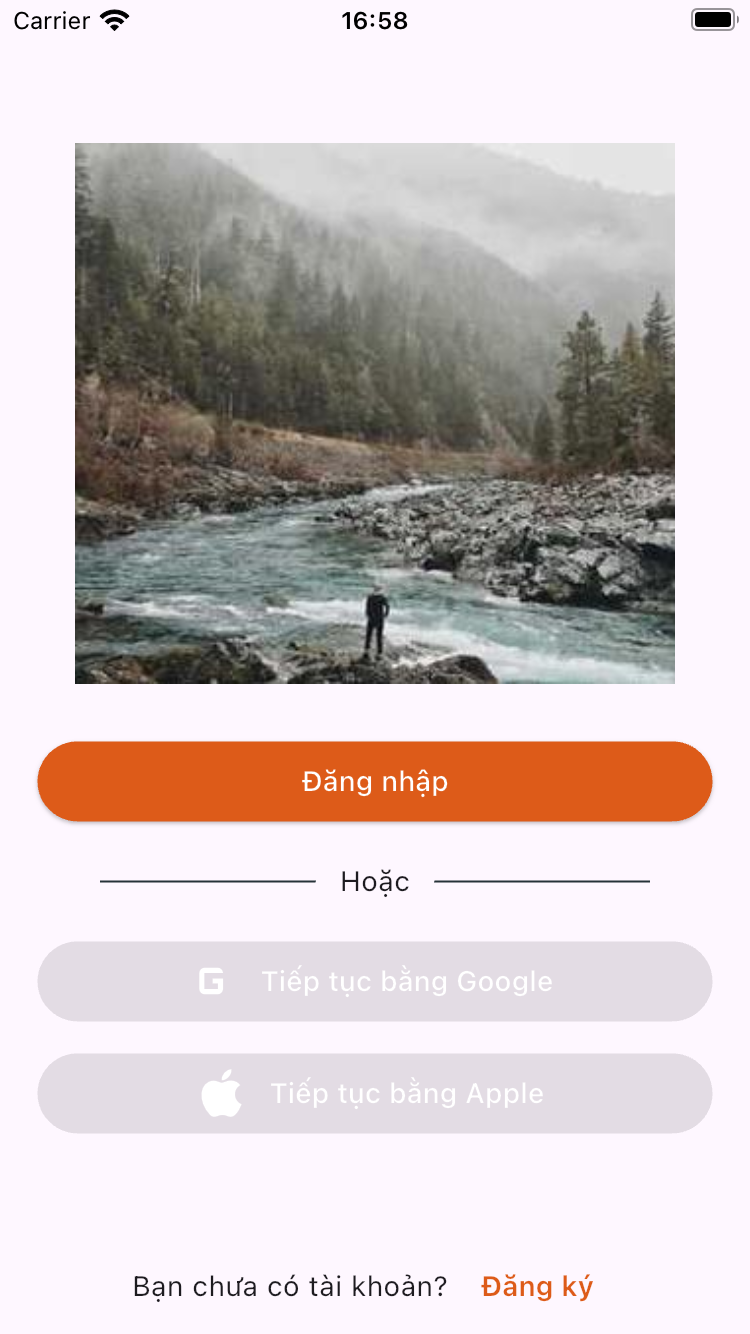 Carrier 16:58
Đăng nhập
Hoặc
G Tiếp tục bằng Google
Tiếp tục bằng Apple
Bạn chưa có tài khoản? Đăng ký